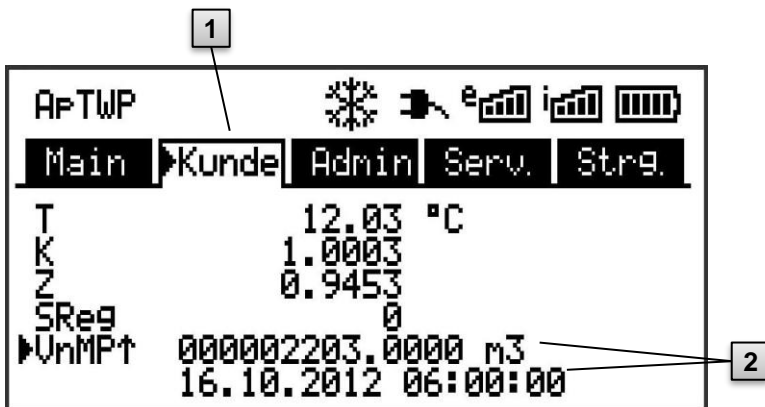 1
ApTWP e i
Main Kunde Admin Serv. Strg.
T 12.03 °C
K 1.0003
Z 0.9453
SReg 0
VnMP↑ 000002203.0000 m3
16.10.2012 06:00:00
2